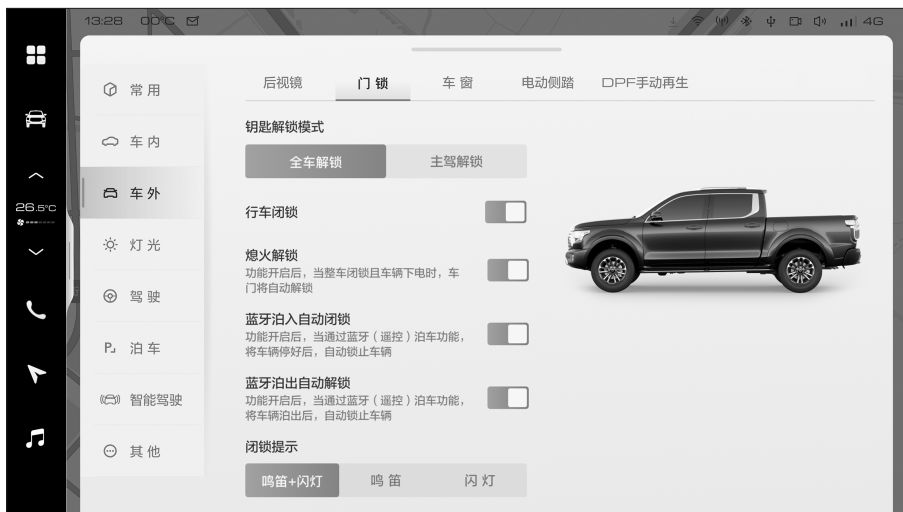 13:28 00°C 4G
26.5°C
常用
车内
车外
灯光
驾驶
泊车
智能驾驶
其他
后视镜 门锁 车窗 电动侧踏 DPF手动再生
钥匙解锁模式
全车解锁 主驾解锁
行车闭锁
熄火解锁
功能开启后，当整车闭锁且车辆下电时，车
门将自动解锁
蓝牙泊入自动闭锁
功能开启后，当通过蓝牙（遥控）泊车功能，
将车辆停好后，自动锁止车辆
蓝牙泊出自动解锁
功能开启后，当通过蓝牙（遥控）泊车功能，
将车辆泊出后，自动锁止车辆
闭锁提示
鸣笛+闪灯 鸣笛 闪灯